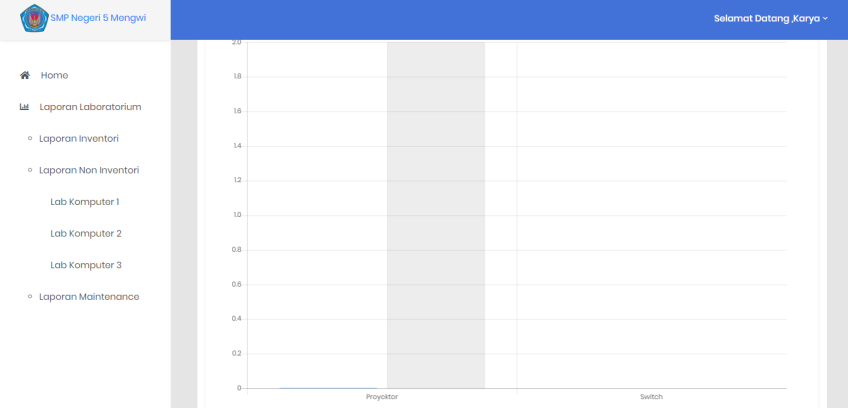 SMP Negeri 5 Mengwi
Selamat Datang ,Karya
Home
Laporan Laboratorium
Laporan Inventori
Laporan Non Inventori
Lab Komputer 1
Lab Komputer 2
Lab Komputer 3
Laporan Maintenance
2.0
1.8
1.6
1.4
1.2
1.0
0.8
0.6
0.4
0.2
0
Proyoktor
Switch